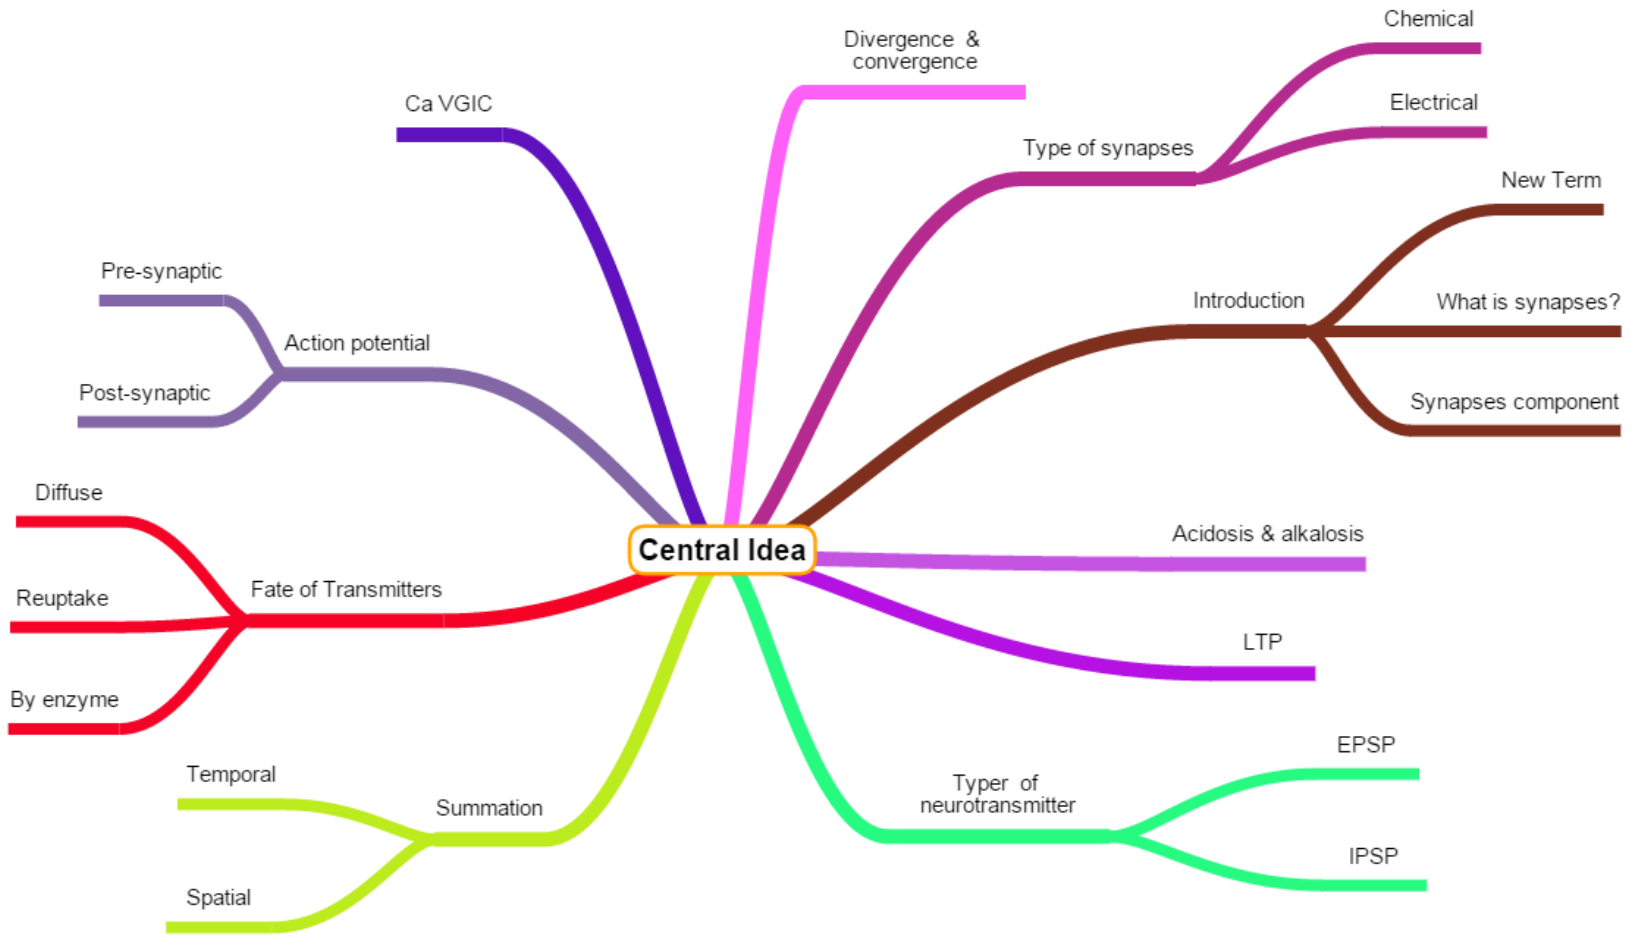 Chemical
Divergence &
convergence
Electrical
Ca VGIC
Type of synapses
New Term
Pre-synaptic
Introduction
What is synapses?
Action potential
Post-synaptic
Synapses component
Diffuse
Acidosis & alkalosis
Central Idea
Fate of Transmitters
Reuptake
LTP
By enzyme
EPSP
Temporal
Typer of
neurotransmitter
Summation
IPSP
Spatial